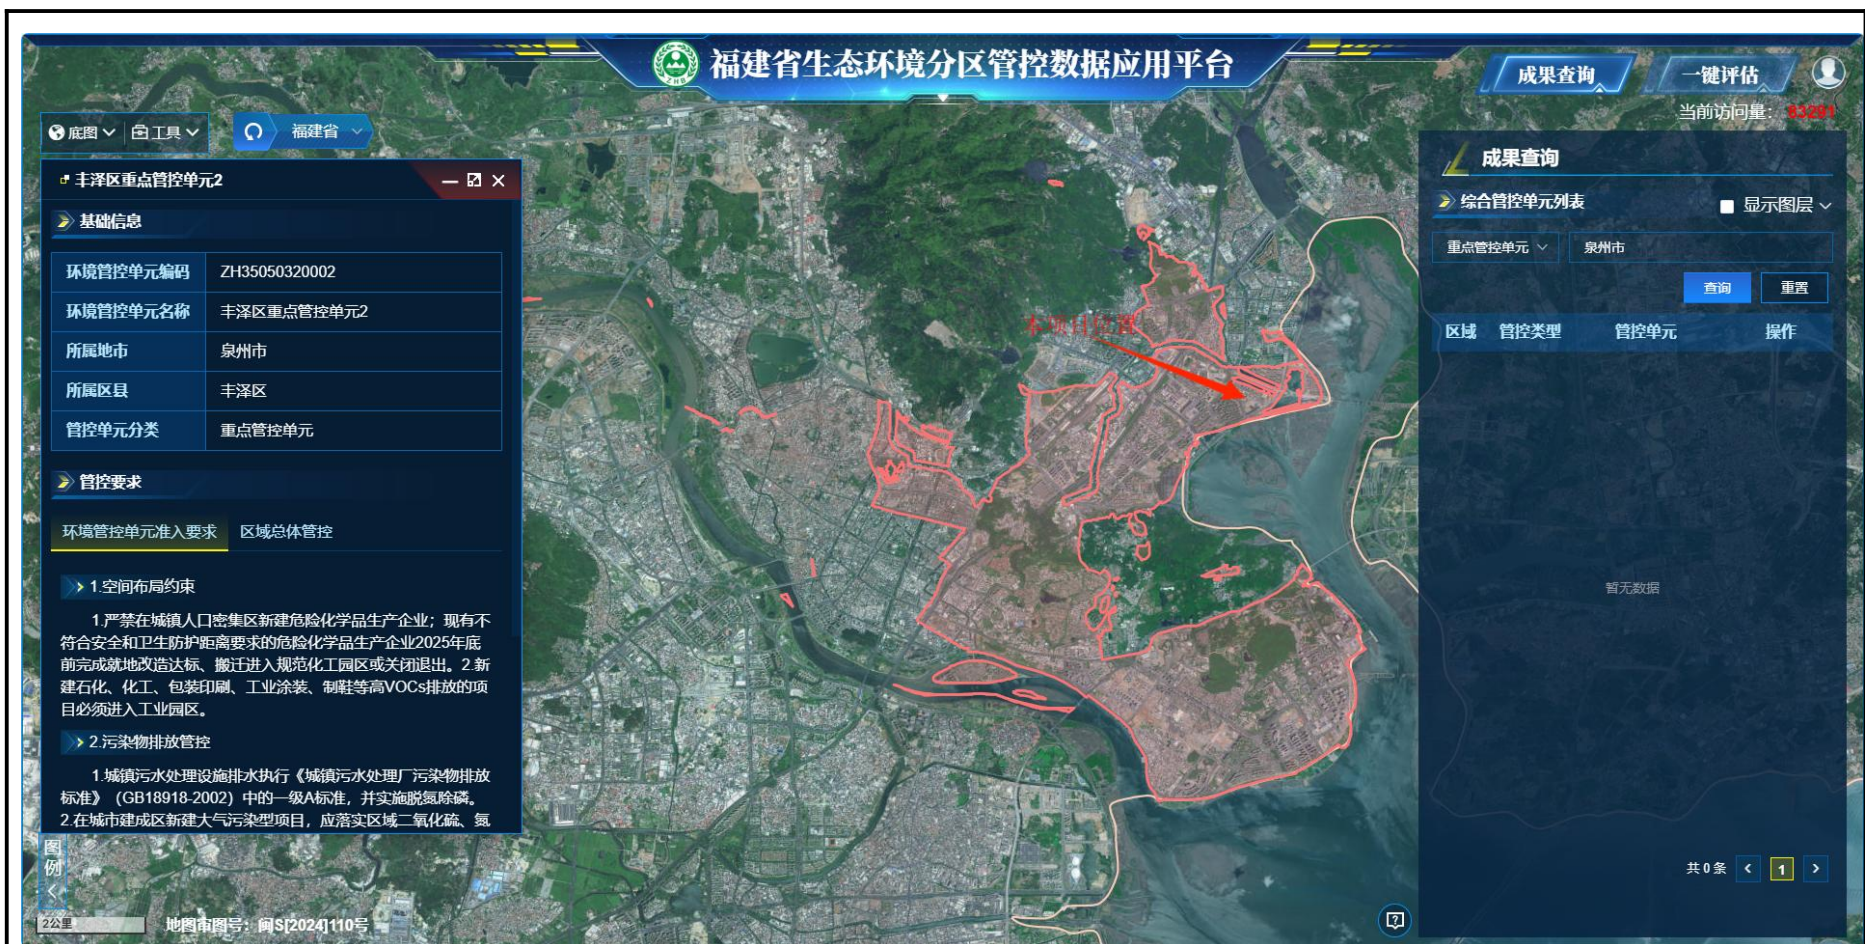 福建省生态环境分区管控数据应用平台
成果查询
一键评估
当前访问量: 83291
底图
工具
福建省
丰泽区重点管控单元2
基础信息
环境管控单元编码 ZH35050320002
环境管控单元名称 丰泽区重点管控单元2
所属地市 泉州市
所属区县 丰泽区
管控单元分类 重点管控单元
管控要求
环境管控单元准入要求 区域总体管控
1.空间布局约束
1.严禁在城镇人口密集区新建危险化学品生产企业；现有不
符合安全和卫生防护距离要求的危险化学品生产企业2025年底
前完成就地改造达标、搬迁进入规范化工园区或关闭退出。2.新
建石化、化工、包装印刷、工业涂装、制鞋等高VOCs排放的项
目必须进入工业园区。
2.污染物排放管控
1.城镇污水处理设施排水执行《城镇污水处理厂污染物排放
标准》（GB18918-2002）中的一级A标准，并实施脱氮除磷。
2.在城市建成区新建大气污染型项目，应落实区域二氧化硫、氮
图例
2公里
地图审图号：闽S[2024]110号
本项目位置
成果查询
综合管控单元列表
显示图层
重点管控单元 泉州市
查询 重置
区域 管控类型 管控单元 操作
暂无数据
共0条 1